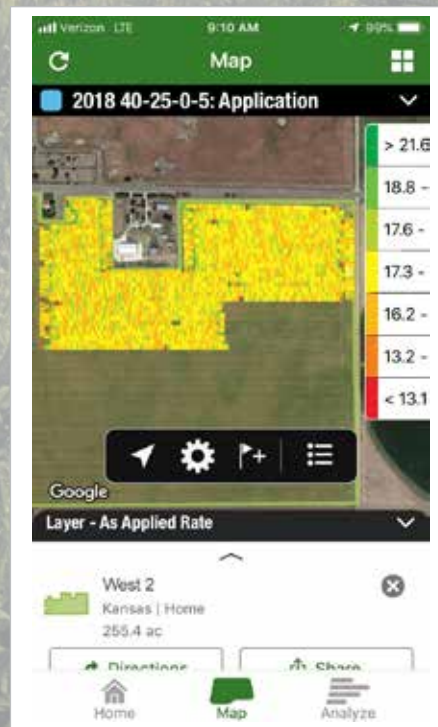 Verizon LTE 9:10 AM 99%
Map
2018 40-25-0-5: Application
> 21.6
18.8 -
17.6 -
17.3 -
16.2 -
13.2 -
< 13.1
Google
Layer - As Applied Rate
West 2
Kansas | Home
255.4 ac
Directions Share
Home Map Analyze